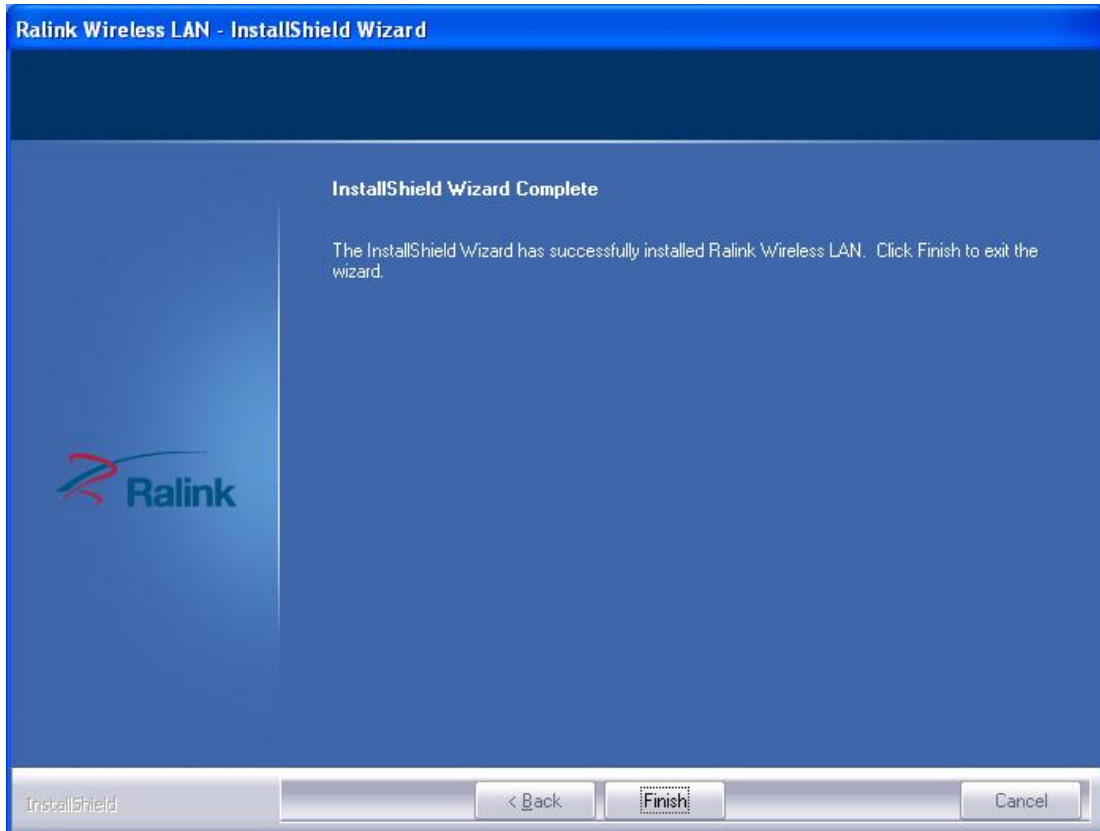 Ralink Wireless LAN - InstallShield Wizard
InstallShield Wizard Complete
The InstallShield Wizard has successfully installed Ralink Wireless LAN.  Click Finish to exit the
wizard.
Ralink
InstallShield
< Back
Finish
Cancel